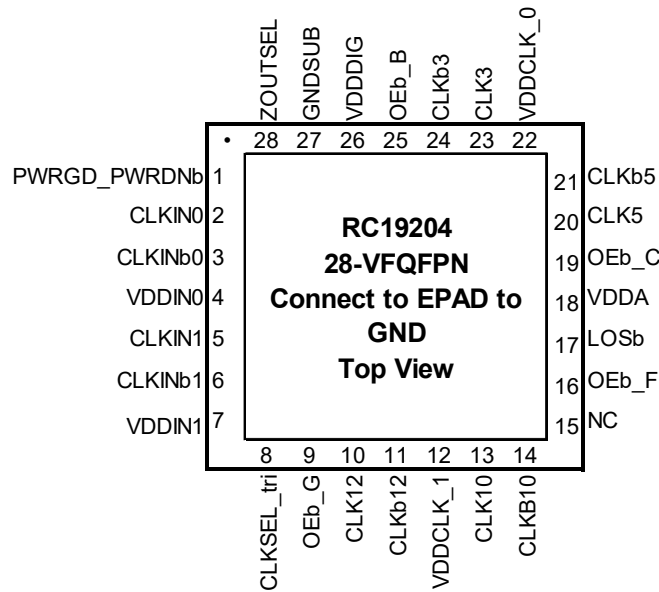 ZOUTSEL
GNDSUB
VDDDIG
OEb_B
CLKb3
CLK3
VDDCLK_0
28 27 26 25 24 23 22
PWRGD_PWRDNb 1
CLKIN0 2
CLKINb0 3
VDDIN0 4
CLKIN1 5
CLKINb1 6
VDDIN1 7
RC19204
28-VFQFPN
Connect to EPAD to
GND
Top View
21 CLKb5
20 CLK5
19 OEb_C
18 VDDA
17 LOSb
16 OEb_F
15 NC
8 9 10 11 12 13 14
CLKSEL_tri
OEb_G
CLK12
CLKb12
VDDCLK_1
CLK10
CLKB10